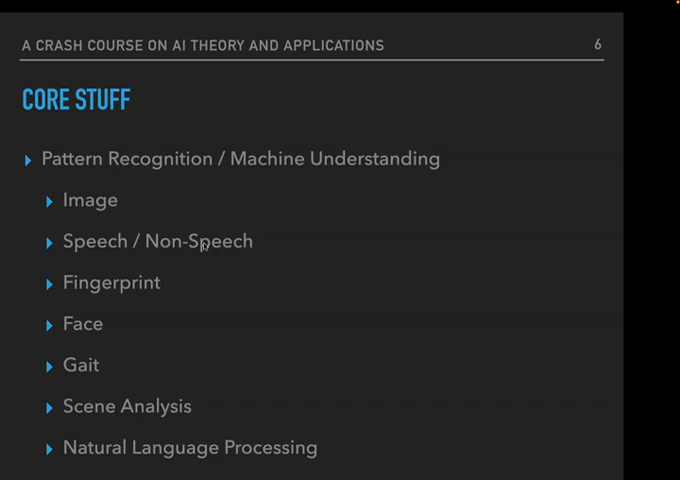 A CRASH COURSE ON AI THEORY AND APPLICATIONS
6
CORE STUFF
Pattern Recognition / Machine Understanding
Image
Speech / Non-Speech
Fingerprint
Face
Gait
Scene Analysis
Natural Language Processing